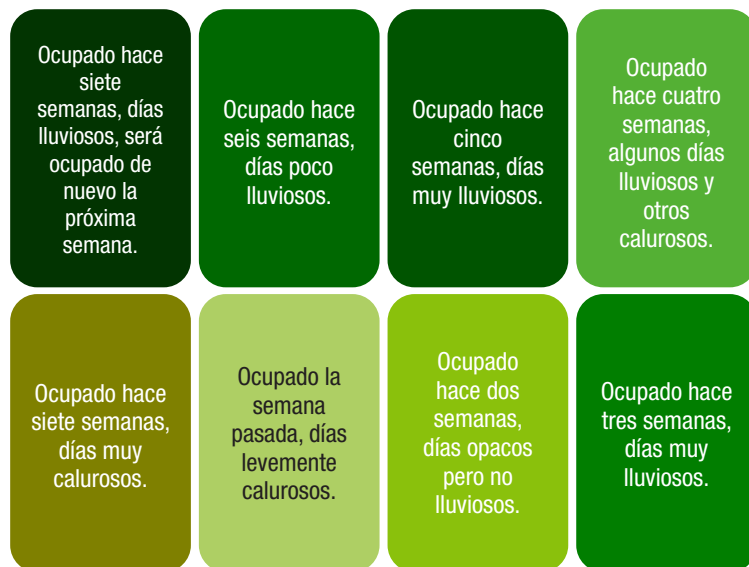 Ocupado hace
siete
semanas, días
lluviosos, será
ocupado de
nuevo la
próxima
semana.
Ocupado hace
seis semanas,
días poco
lluviosos.
Ocupado hace
cinco
semanas, días
muy lluviosos.
Ocupado
hace cuatro
semanas,
algunos días
lluviosos y
otros
calurosos.
Ocupado hace
siete semanas,
días muy
calurosos.
Ocupado la
semana
pasada, días
levemente
calurosos.
Ocupado
hace dos
semanas,
días opacos
pero no
lluviosos.
Ocupado hace
tres semanas,
días muy
lluviosos.